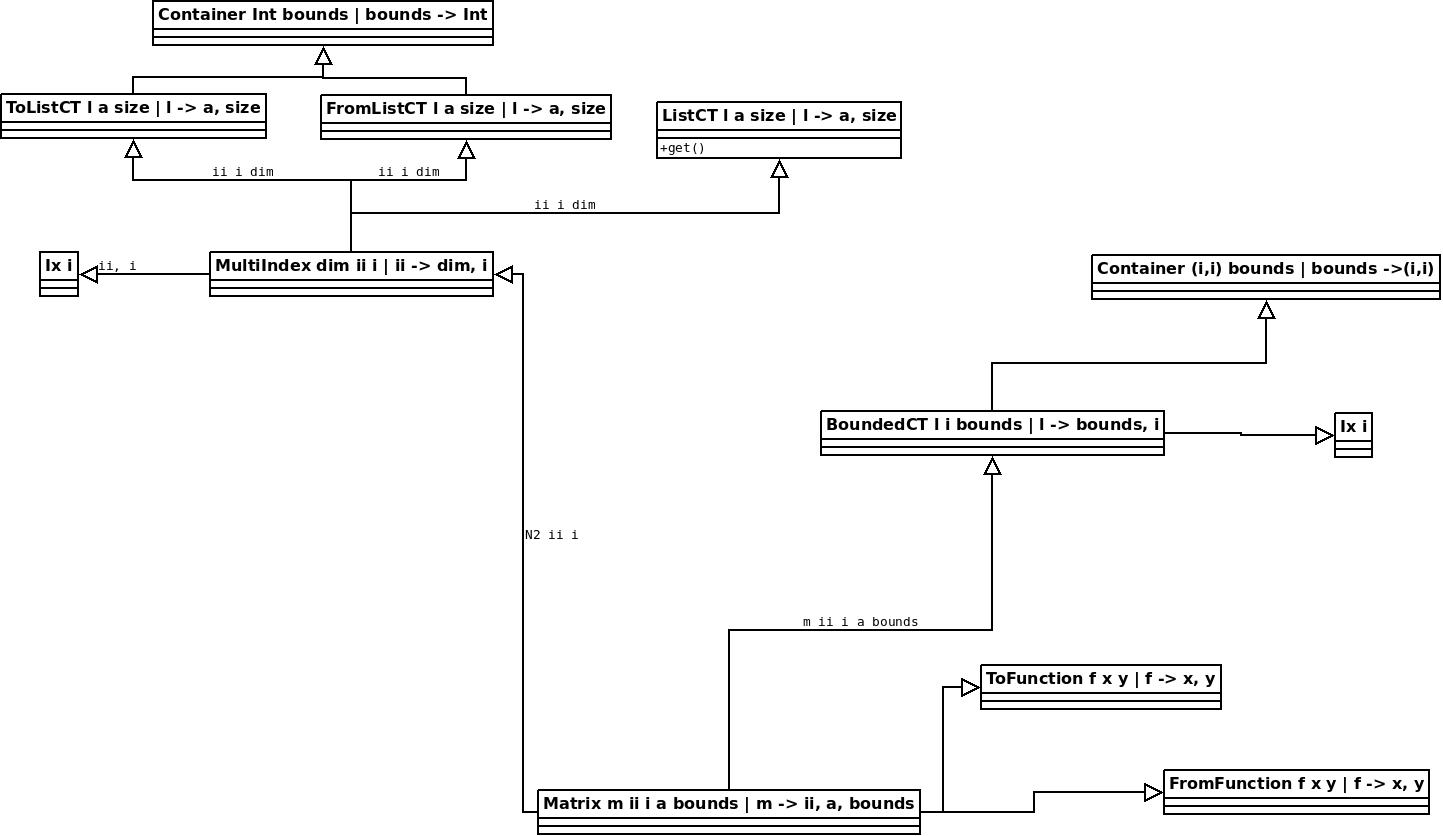 Container Int bounds | bounds -> Int
ToListCT l a size | l -> a, size
FromListCT l a size | l -> a, size
ListCT l a size | l -> a, size
+get()
ii i dim
ii i dim
ii i dim
Ix i
ii, i
MultiIndex dim ii i | ii -> dim, i
Container (i,i) bounds | bounds ->(i,i)
BoundedCT l i bounds | l -> bounds, i
Ix i
N2 ii i
m ii i a bounds
ToFunction f x y | f -> x, y
FromFunction f x y | f -> x, y
Matrix m ii i a bounds | m -> ii, a, bounds